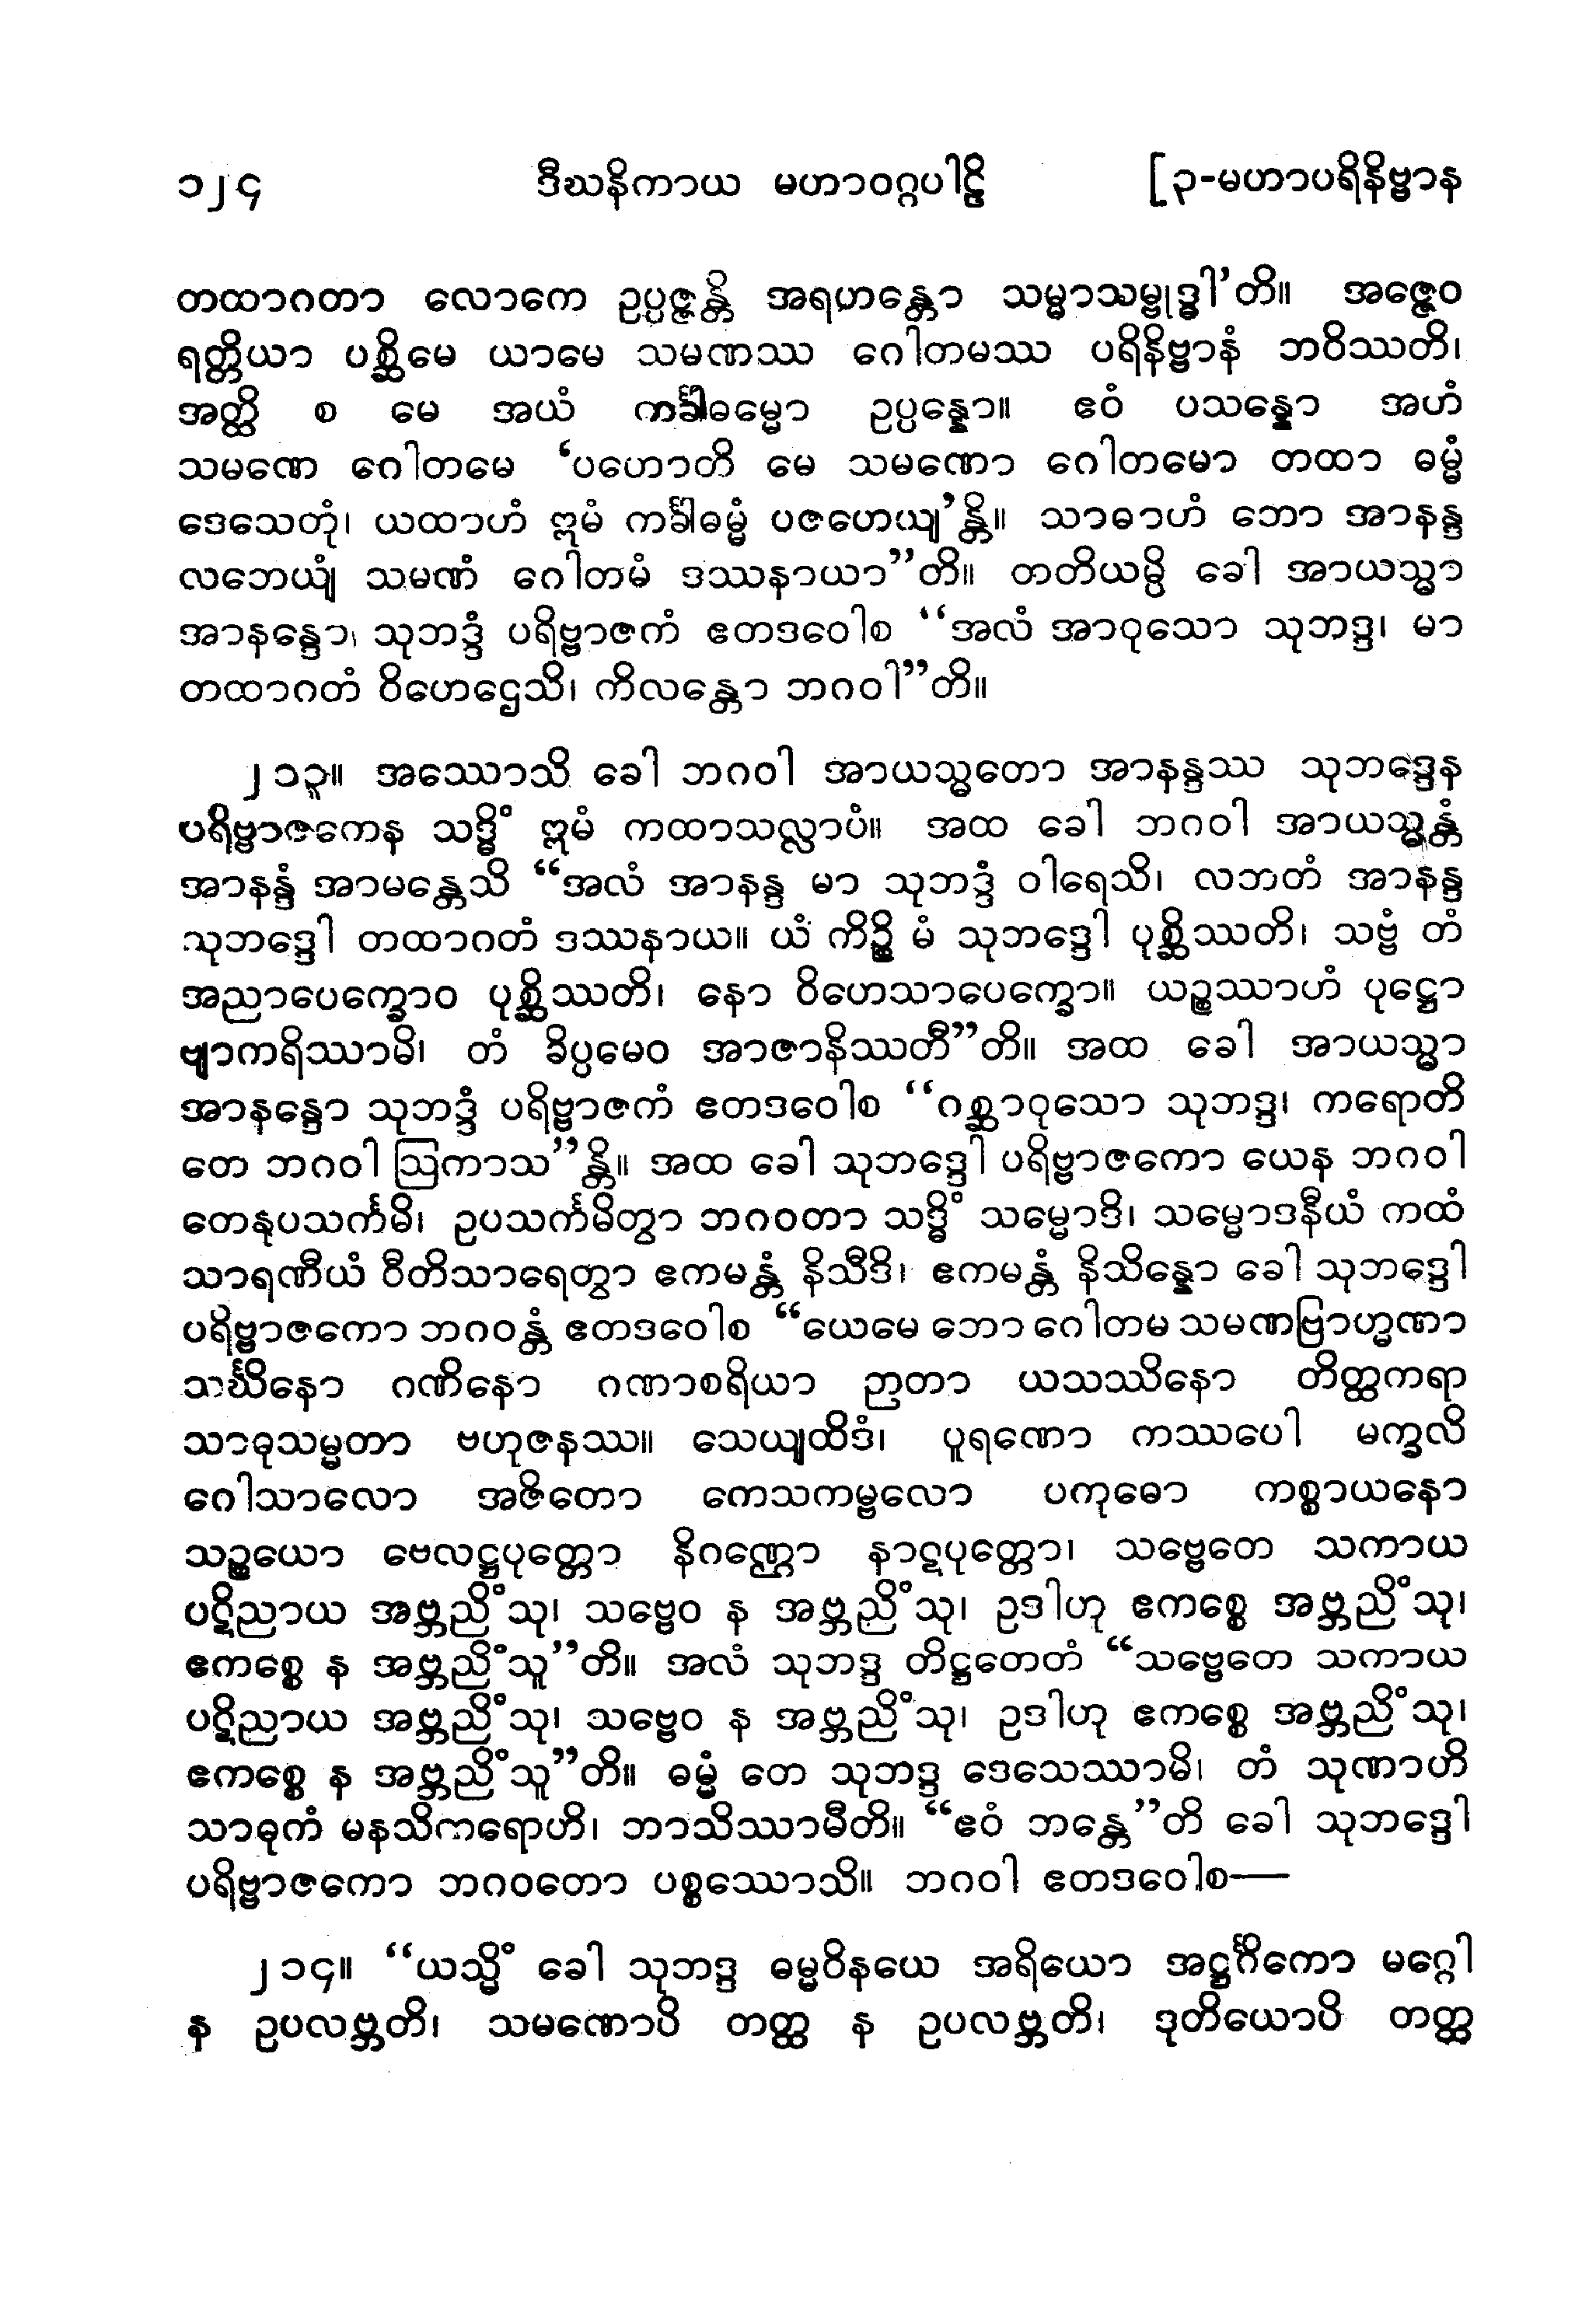 ၁၂၄ ဒီဃနိကာယ မဟာဝဂ္ဂပါဠိ [၃-မဟာပရိနိဗ္ဗာန
တထာဂတာ လောကေ ဥပ္ပဇ္ဇန္တိ အရဟန္တော သမ္မာသမ္ဗုဒ္ဓါ’တိ။ အဇ္ဇေဝ
ရတ္တိယာ ပစ္ဆိမေ ယာမေ သမဏဿ ဂေါတမဿ ပရိနိဗ္ဗာနံ ဘဝိဿတိ၊
အတ္ထိ စ မေ အယံ ကင်္ခါဓမ္မော ဥပ္ပန္နော။ ဧဝံ ပသန္နော အဟံ
သမဏေ ဂေါတမေ ‘ပဟောတိ မေ သမဏော ဂေါတမော တထာ ဓမ္မံ
ဒေသေတုံ၊ ယထာဟံ ဣမံ ကင်္ခါဓမ္မံ ပဇဟေယျ’န္တိ။ သာဓာဟံ ဘော အာနန္ဒ
လဘေယျံ သမဏံ ဂေါတမံ ဒဿနာယာ”တိ။ တတိယမ္ပိ ခေါ အာယသ္မာ
အာနန္ဒော၊ သုဘဒ္ဒံ ပရိဗ္ဗာဇကံ ဧတဒဝေါစ “အလံ အာဝုသော သုဘဒ္ဒ၊ မာ
တထာဂတံ ဝိဟေဌေသိ၊ ကိလန္တော ဘဂဝါ”တိ။
၂၁၃။ အဿောသိ ခေါ ဘဂဝါ အာယသ္မတော အာနန္ဒဿ သုဘဒ္ဒေန
ပရိဗ္ဗာဇကေန သဒ္ဓိံ ဣမံ ကထာသလ္လာပံ။ အထ ခေါ ဘဂဝါ အာယသ္မန္တံ
အာနန္ဒံ အာမန္တေသိ “အလံ အာနန္ဒ မာ သုဘဒ္ဒံ ဝါရေသိ၊ လဘတံ အာနန္ဒ
သုဘဒ္ဒေါ တထာဂတံ ဒဿနာယ။ ယံ ကိဉ္စိ မံ သုဘဒ္ဒေါ ပုစ္ဆိဿတိ၊ သဗ္ဗံ တံ
အညာပေက္ခောဝ ပုစ္ဆိဿတိ၊ နော ဝိဟေသာပေက္ခော။ ယဉ္စဿာဟံ ပုဋ္ဌော
ဗျာကရိဿာမိ၊ တံ ခိပ္ပမေဝ အာဇာနိဿတီ”တိ။ အထ ခေါ အာယသ္မာ
အာနန္ဒော သုဘဒ္ဒံ ပရိဗ္ဗာဇကံ ဧတဒဝေါစ “ဂစ္ဆာဝုသော သုဘဒ္ဒ၊ ကရောတိ
တေ ဘဂဝါ ဩကာသ”န္တိ။ အထ ခေါ သုဘဒ္ဒေါ ပရိဗ္ဗာဇကော ယေန ဘဂဝါ
တေနုပသင်္ကမိ၊ ဥပသင်္ကမိတွာ ဘဂဝတာ သဒ္ဓိံ သမ္မောဒိ၊ သမ္မောဒနီယံ ကထံ
သာရဏီယံ ဝီတိသာရေတွာ ဧကမန္တံ နိသီဒိ၊ ဧကမန္တံ နိသိန္နော ခေါ သုဘဒ္ဒေါ
ပရိဗ္ဗာဇကော ဘဂဝန္တံ ဧတဒဝေါစ “ယေမေ ဘော ဂေါတမ သမဏဗြာဟ္မဏာ
သင်္ဃိနော ဂဏိနော ဂဏာစရိယာ ဉာတာ ယသဿိနော တိတ္ထကရာ
သာဓုသမ္မတာ ဗဟုဇနဿ။ သေယျထိဒံ၊ ပူရဏော ကဿပေါ မက္ခလိ
ဂေါသာလော အဇိတော ကေသကမ္ဗလော ပကုဓော ကစ္စာယနော
သဉ္စယော ဗေလဋ္ဌပုတ္တော နိဂဏ္ဌော နာဋပုတ္တော၊ သဗ္ဗေတေ သကာယ
ပဋိညာယ အဗ္ဘညိံသု၊ သဗ္ဗေဝ န အဗ္ဘညိံသု၊ ဥဒါဟု ဧကစ္စေ အဗ္ဘညိံသု၊
ဧကစ္စေ န အဗ္ဘညိံသူ”တိ။ အလံ သုဘဒ္ဒ တိဋ္ဌတေတံ “သဗ္ဗေတေ သကာယ
ပဋိညာယ အဗ္ဘညိံသု၊ သဗ္ဗေဝ န အဗ္ဘညိံသု၊ ဥဒါဟု ဧကစ္စေ အဗ္ဘညိံသု၊
ဧကစ္စေ န အဗ္ဘညိံသူ”တိ။ ဓမ္မံ တေ သုဘဒ္ဒ ဒေသေဿာမိ၊ တံ သုဏာဟိ
သာဓုကံ မနသိကရောဟိ၊ ဘာသိဿာမီတိ။ “ဧဝံ ဘန္တေ”တိ ခေါ သုဘဒ္ဒေါ
ပရိဗ္ဗာဇကော ဘဂဝတော ပစ္စဿောသိ။ ဘဂဝါ ဧတဒဝေါစ—
၂၁၄။ “ယသ္မိံ ခေါ သုဘဒ္ဒ ဓမ္မဝိနယေ အရိယော အဋ္ဌင်္ဂိကော မဂ္ဂေါ
န ဥပလဗ္ဘတိ၊ သမဏောပိ တတ္ထ န ဥပလဗ္ဘတိ၊ ဒုတိယောပိ တတ္ထ